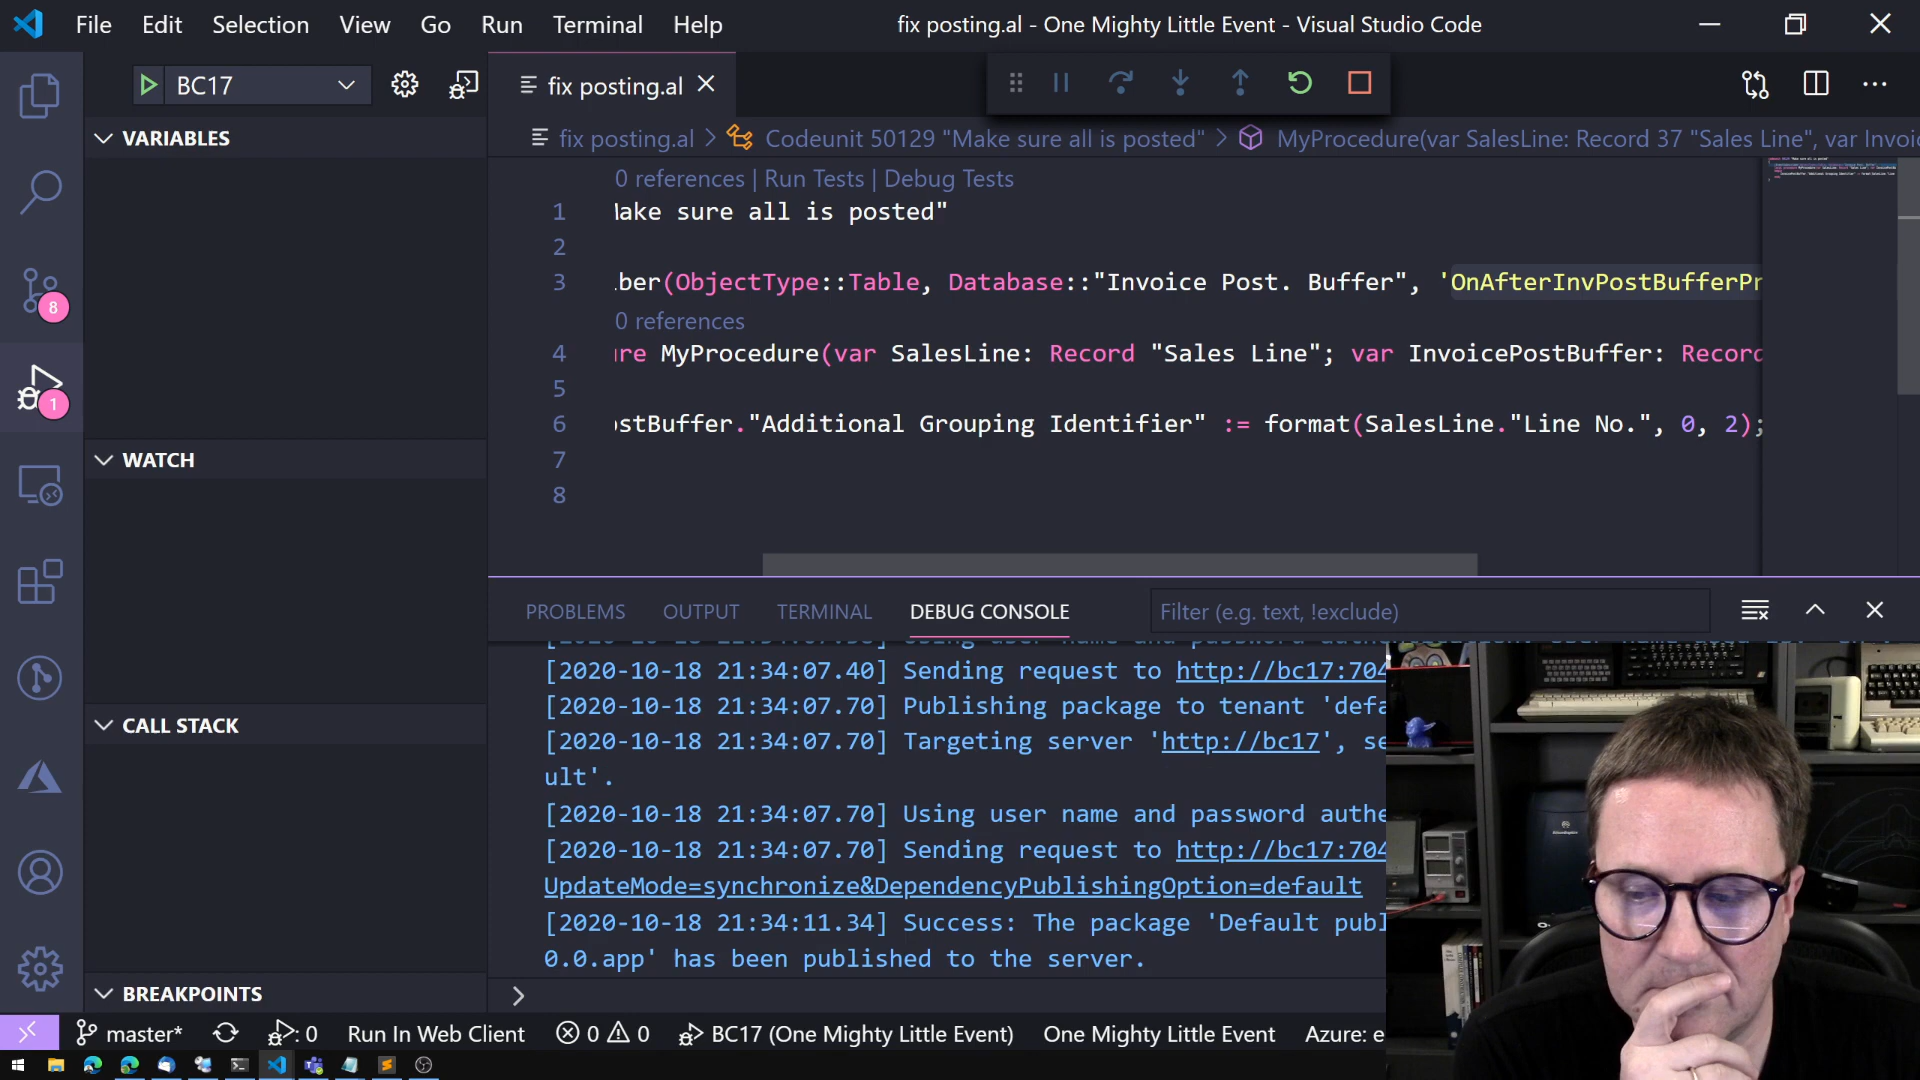 File Edit Selection View Go Run Terminal Help
fix posting.al - One Mighty Little Event - Visual Studio Code
BC17
fix posting.al
VARIABLES
fix posting.al > Codeunit 50129 "Make sure all is posted" > MyProcedure(var SalesLine: Record 37 "Sales Line", var Invoic
0 references | Run Tests | Debug Tests
1 Make sure all is posted"
2
3 ber(ObjectType::Table, Database::"Invoice Post. Buffer", 'OnAfterInvPostBufferPr
0 references
4 ure MyProcedure(var SalesLine: Record "Sales Line"; var InvoicePostBuffer: Record
5
6 ostBuffer."Additional Grouping Identifier" := format(SalesLine."Line No.", 0, 2);
7
8
8
1
WATCH
CALL STACK
BREAKPOINTS
PROBLEMS OUTPUT TERMINAL DEBUG CONSOLE
Filter (e.g. text, !exclude)
[2020-10-18 21:34:07.40] Sending request to http://bc17:704
[2020-10-18 21:34:07.70] Publishing package to tenant 'defa
[2020-10-18 21:34:07.70] Targeting server 'http://bc17', se
ult'.
[2020-10-18 21:34:07.70] Using user name and password authe
[2020-10-18 21:34:07.70] Sending request to http://bc17:704
UpdateMode=synchronize&DependencyPublishingOption=default
[2020-10-18 21:34:11.34] Success: The package 'Default publ
0.0.app' has been published to the server.
>
master* : 0 Run In Web Client 0 0 BC17 (One Mighty Little Event) One Mighty Little Event Azure: e